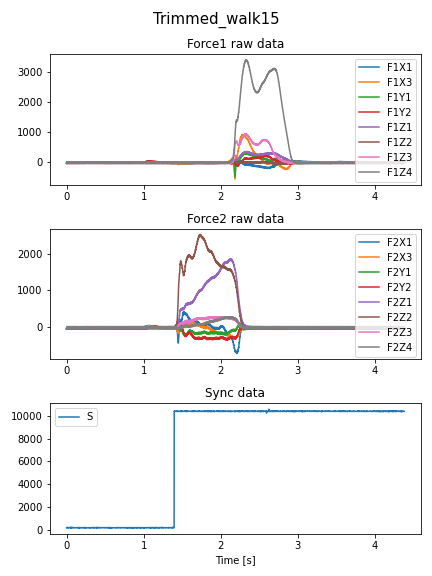 Trimmed_walk15
Force1 raw data
3000
2000
1000
0
F1X1
F1X3
F1Y1
F1Y2
F1Z1
F1Z2
F1Z3
F1Z4
0 1 2 3 4
Force2 raw data
2000
1000
0
F2X1
F2X3
F2Y1
F2Y2
F2Z1
F2Z2
F2Z3
F2Z4
0 1 2 3 4
Sync data
10000
8000
6000
4000
2000
0
S
0 1 2 3 4
Time [s]